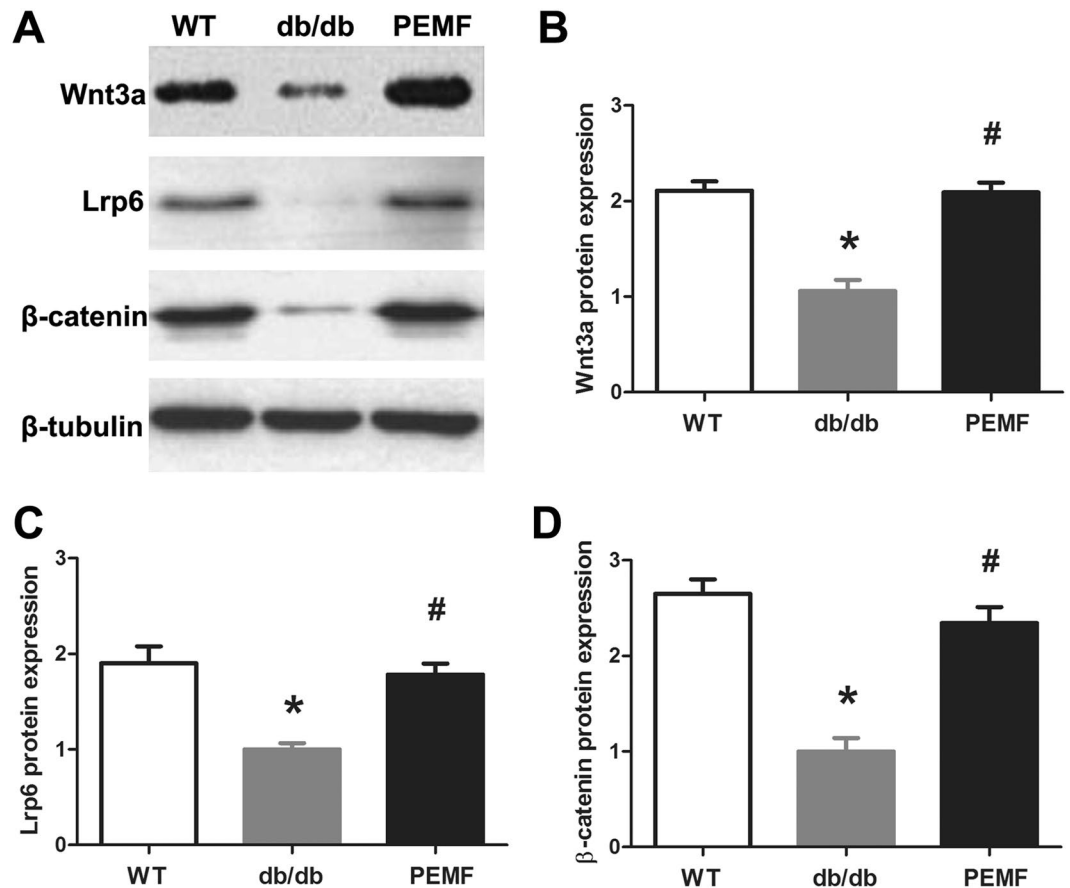 A
WT db/db PEMF
Wnt3a
Lrp6
β-catenin
β-tubulin
B
Wnt3a protein expression
3
2
1
0
#
*
WT db/db PEMF
C
Lrp6 protein expression
3
2
1
0
#
*
WT db/db PEMF
D
β-catenin protein expression
3
2
1
0
#
*
WT db/db PEMF